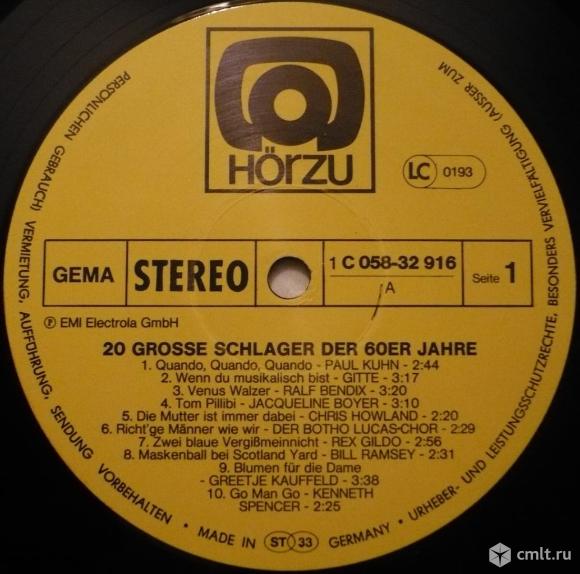 HÖRZU
LC 0193
GEMA STEREO 1 C 058-32 916 A Seite 1
Ⓟ EMI Electrola GmbH
20 GROSSE SCHLAGER DER 60ER JAHRE
1. Quando, Quando, Quando - PAUL KUHN - 2:44
2. Wenn du musikalisch bist - GITTE - 3:17
3. Venus Walzer - RALF BENDIX - 3:20
4. Tom Pillibi - JACQUELINE BOYER - 3:10
5. Die Mutter ist immer dabei - CHRIS HOWLAND - 2:20
6. Richt'ge Männer wie wir - DER BOTHO LUCAS-CHOR - 2:29
7. Zwei blaue Vergißmeinnicht - REX GILDO - 2:56
8. Maskenball bei Scotland Yard - BILL RAMSEY - 2:31
9. Blumen für die Dame
- GREETJE KAUFFELD - 3:38
10. Go Man Go - KENNETH
SPENCER - 2:25
• MADE IN ST 33 GERMANY • URHEBER- UND LEISTUNGSSCHUTZRECHTE, BESONDERS VERVIELFÄLTIGUNG (AUSSER ZUM
PERSÖNLICHEN GEBRAUCH) VERMIETUNG, AUFFÜHRUNG, SENDUNG VORBEHALTEN
cmlt.ru